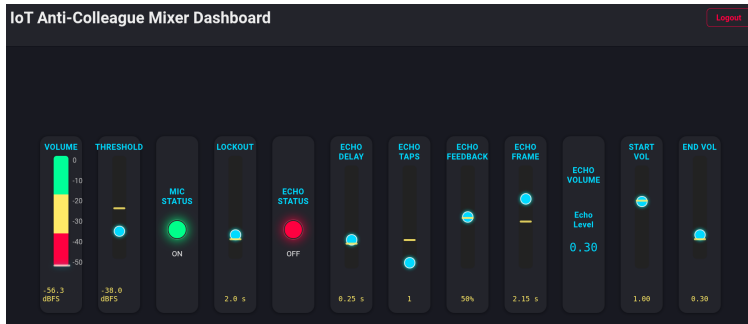 IoT Anti-Colleague Mixer Dashboard
Logout
VOLUME
0
-10
-20
-30
-40
-50
-56.3
dBFS
THRESHOLD
-38.0
dBFS
MIC
STATUS
ON
LOCKOUT
2.0 s
ECHO
STATUS
OFF
ECHO
DELAY
0.25 s
ECHO
TAPS
1
ECHO
FEEDBACK
50%
ECHO
FRAME
2.15 s
ECHO
VOLUME
Echo
Level
0.30
START
VOL
1.00
END VOL
0.30